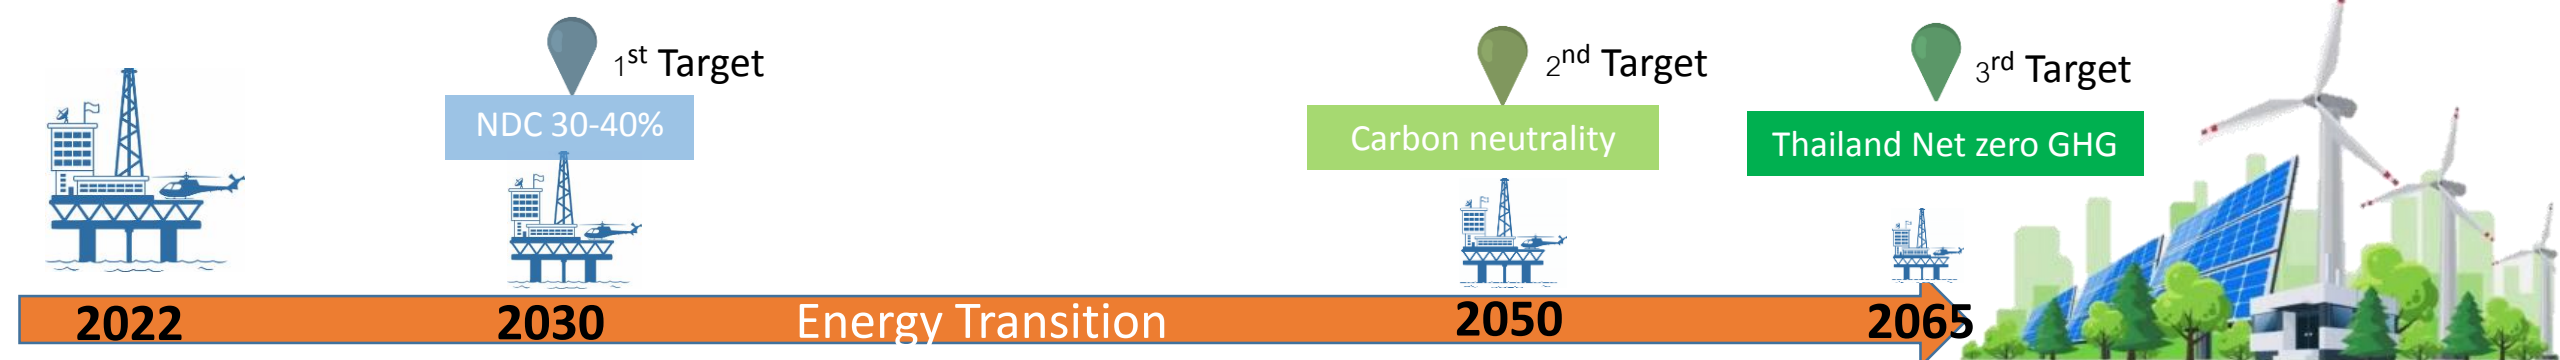 1st Target
NDC 30-40%
2nd Target
Carbon neutrality
3rd Target
Thailand Net zero GHG
2022
2030
Energy Transition
2050
2065